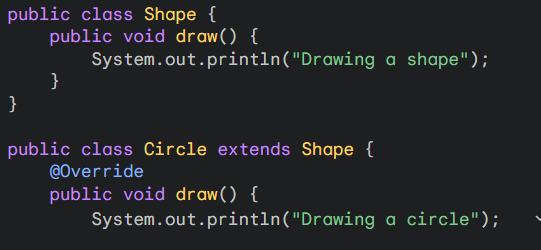 public class Shape {
    public void draw() {
        System.out.println("Drawing a shape");
    }
}

public class Circle extends Shape {
    @Override
    public void draw() {
        System.out.println("Drawing a circle");